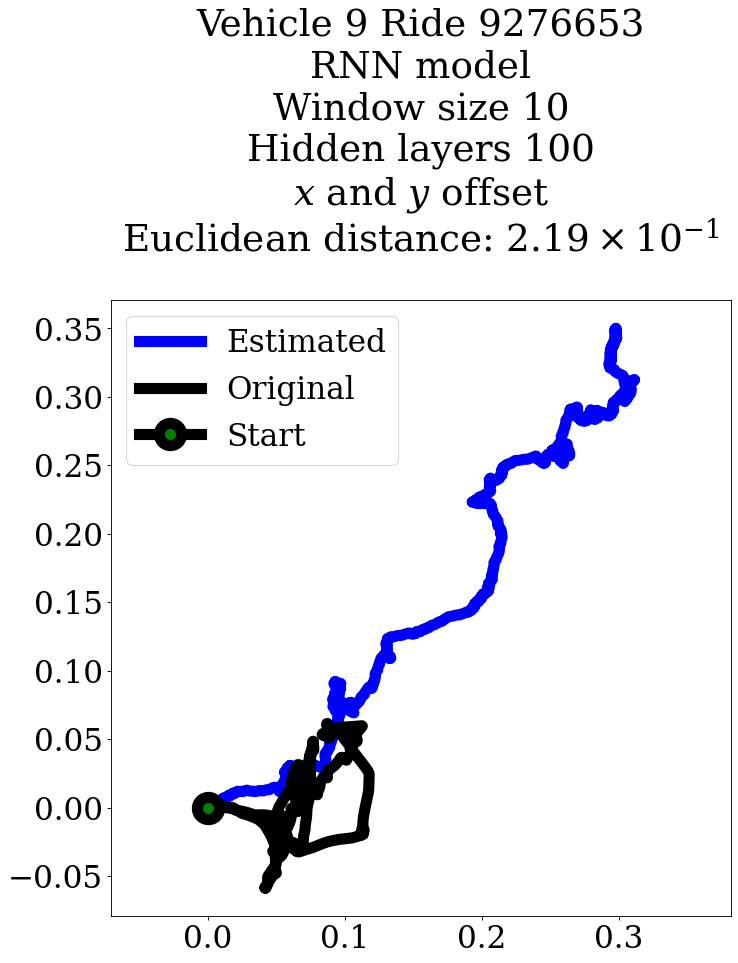 Vehicle 9 Ride 9276653
RNN model
Window size 10
Hidden layers 100
x and y offset
Euclidean distance: 2.19 × 10⁻¹
Estimated
Original
Start
0.35
0.30
0.25
0.20
0.15
0.10
0.05
0.00
−0.05
0.0 0.1 0.2 0.3